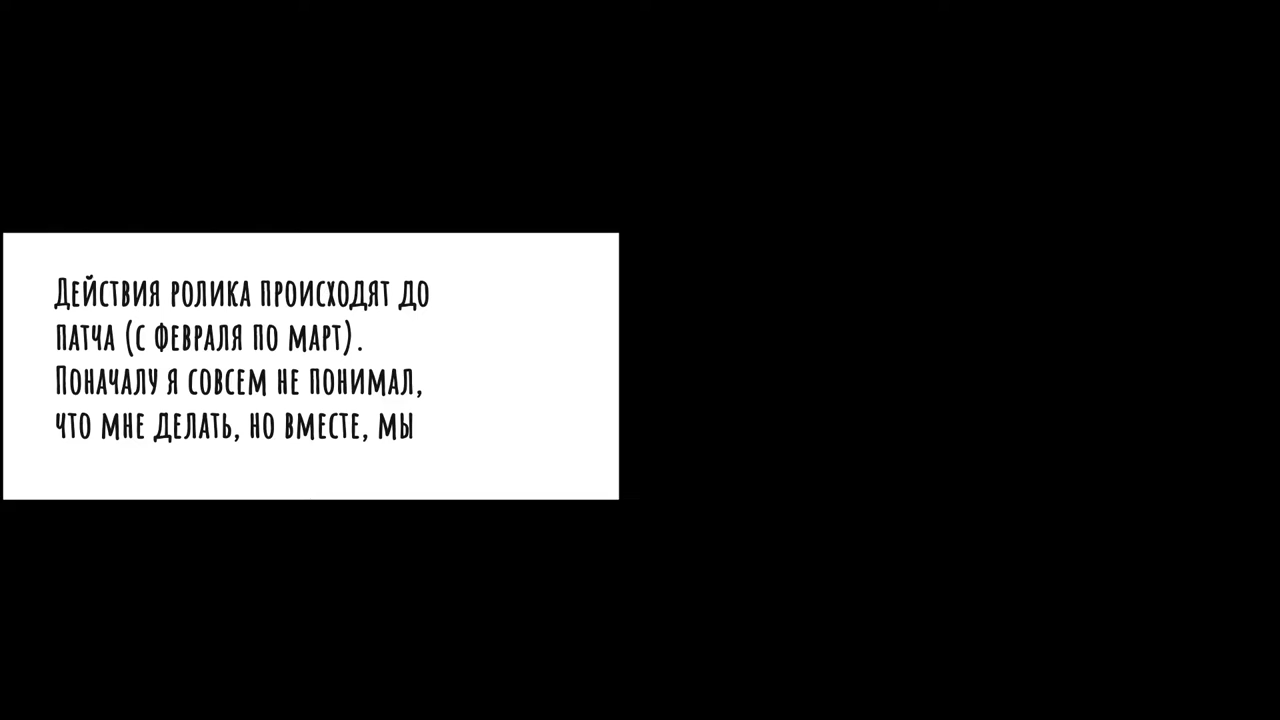 Действия ролика происходят до
патча (с февраля по март).
Поначалу я совсем не понимал,
что мне делать, но вместе, мы